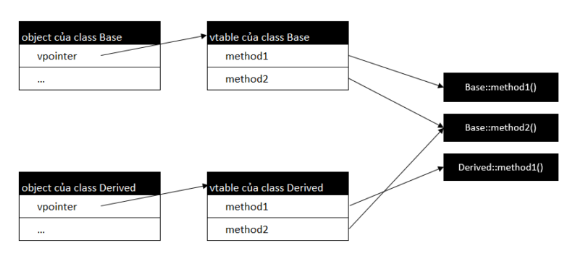 object của class Base
vpointer
...
vtable của class Base
method1
method2
Base::method1()
Base::method2()
Derived::method1()
object của class Derived
vpointer
...
vtable của class Derived
method1
method2